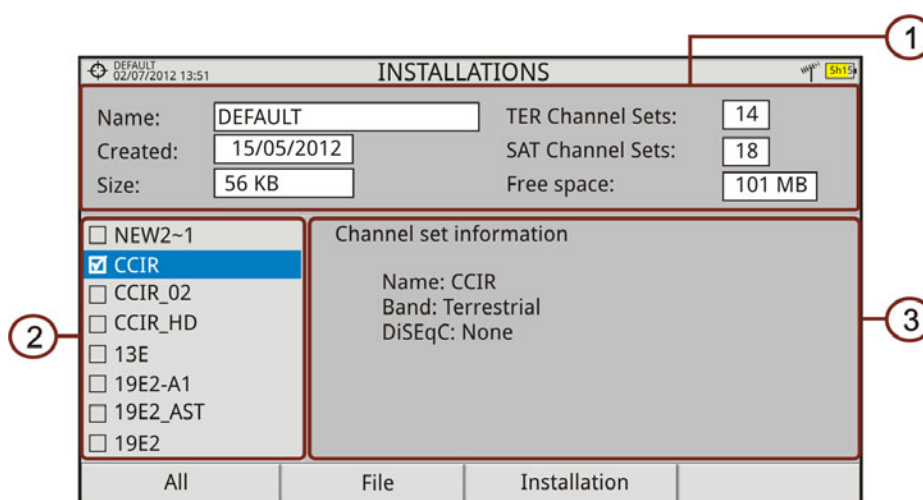 1
DEFAULT
02/07/2012 13:51
INSTALLATIONS
5h15
Name: DEFAULT
TER Channel Sets: 14
Created: 15/05/2012
SAT Channel Sets: 18
Size: 56 KB
Free space: 101 MB
2
NEW2~1
CCIR
CCIR_02
CCIR_HD
13E
19E2-A1
19E2_AST
19E2
Channel set information
Name: CCIR
Band: Terrestrial
DiSEqC: None
3
All
File
Installation